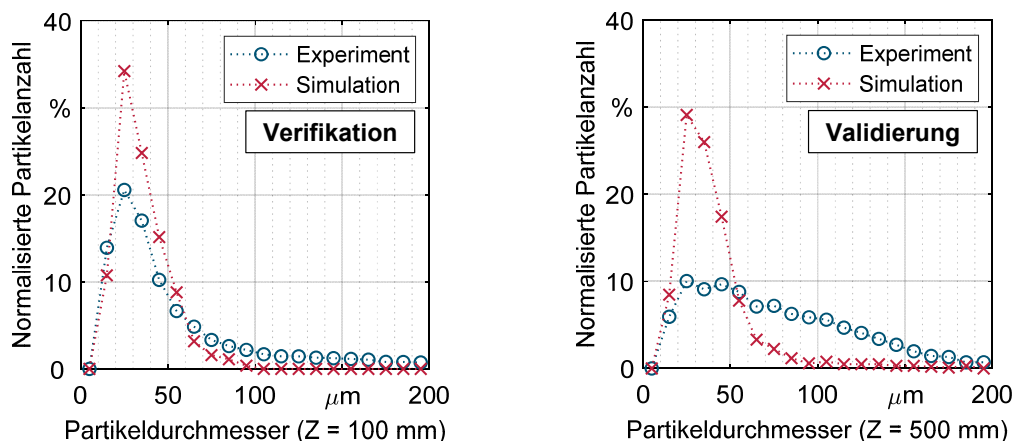 Normalisierte Partikelanzahl
40
%
20
10
0
Experiment
Simulation
Verifikation
0
50
100
μm
200
Partikeldurchmesser (Z = 100 mm)
Normalisierte Partikelanzahl
40
%
20
10
0
Experiment
Simulation
Validierung
0
50
100
μm
200
Partikeldurchmesser (Z = 500 mm)